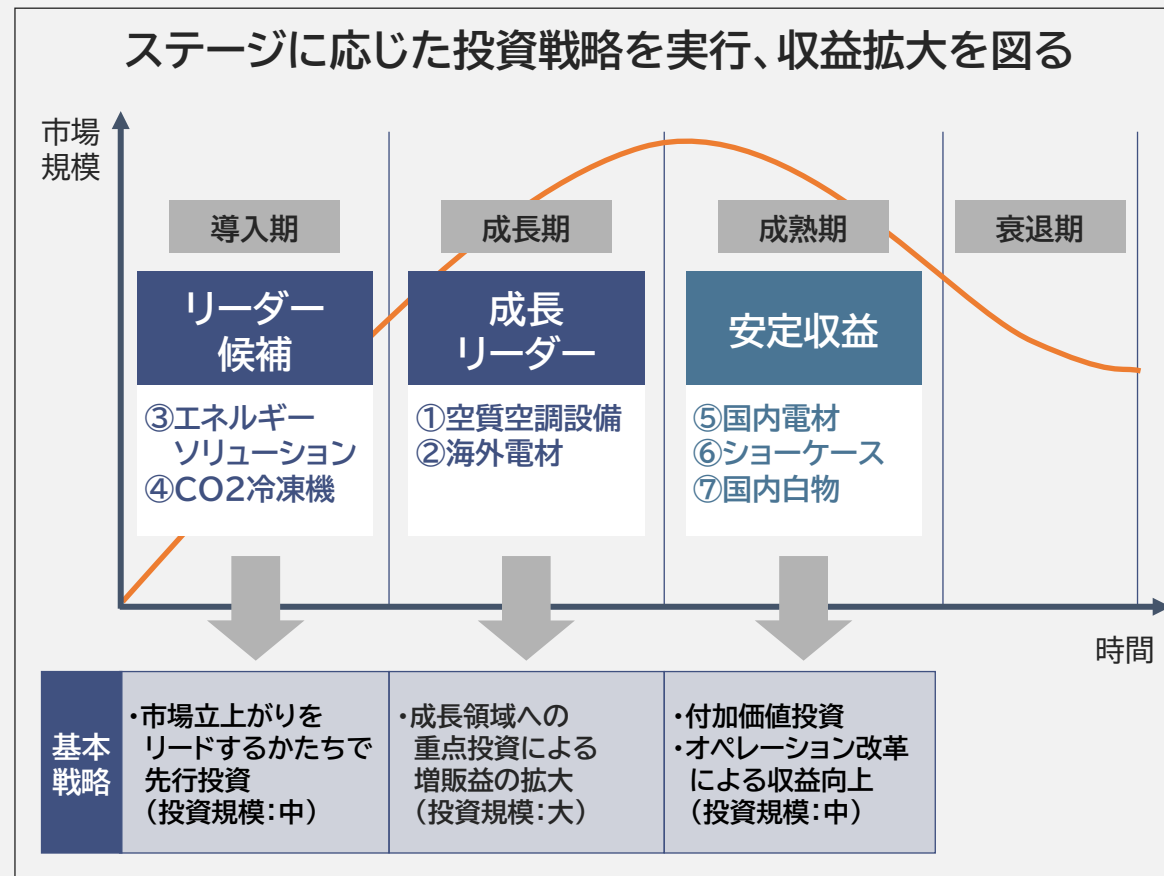 ステージに応じた投資戦略を実行、収益拡大を図る
市場
規模
導入期
成長期
成熟期
衰退期
リーダー
候補
③エネルギー
ソリューション
④CO2冷凍機
成長
リーダー
①空質空調設備
②海外電材
安定収益
⑤国内電材
⑥ショーケース
⑦国内白物
時間
基本
戦略
・市場立上がりを
リードするかたちで
先行投資
（投資規模：中）
・成長領域への
重点投資による
増販益の拡大
（投資規模：大）
・付加価値投資
・オペレーション改革
による収益向上
（投資規模：中）